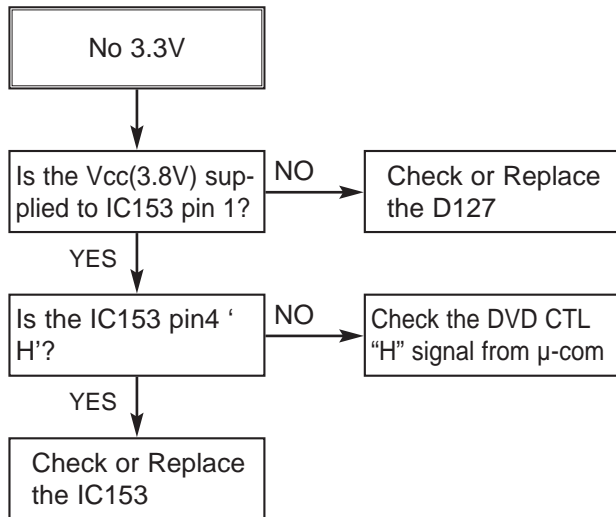 No 3.3V
Is the Vcc(3.8V) sup-
plied to IC153 pin 1?
NO
Check or Replace
the D127
YES
Is the IC153 pin4 ‘
H’?
NO
Check the DVD CTL
“H” signal from µ-com
YES
Check or Replace
the IC153